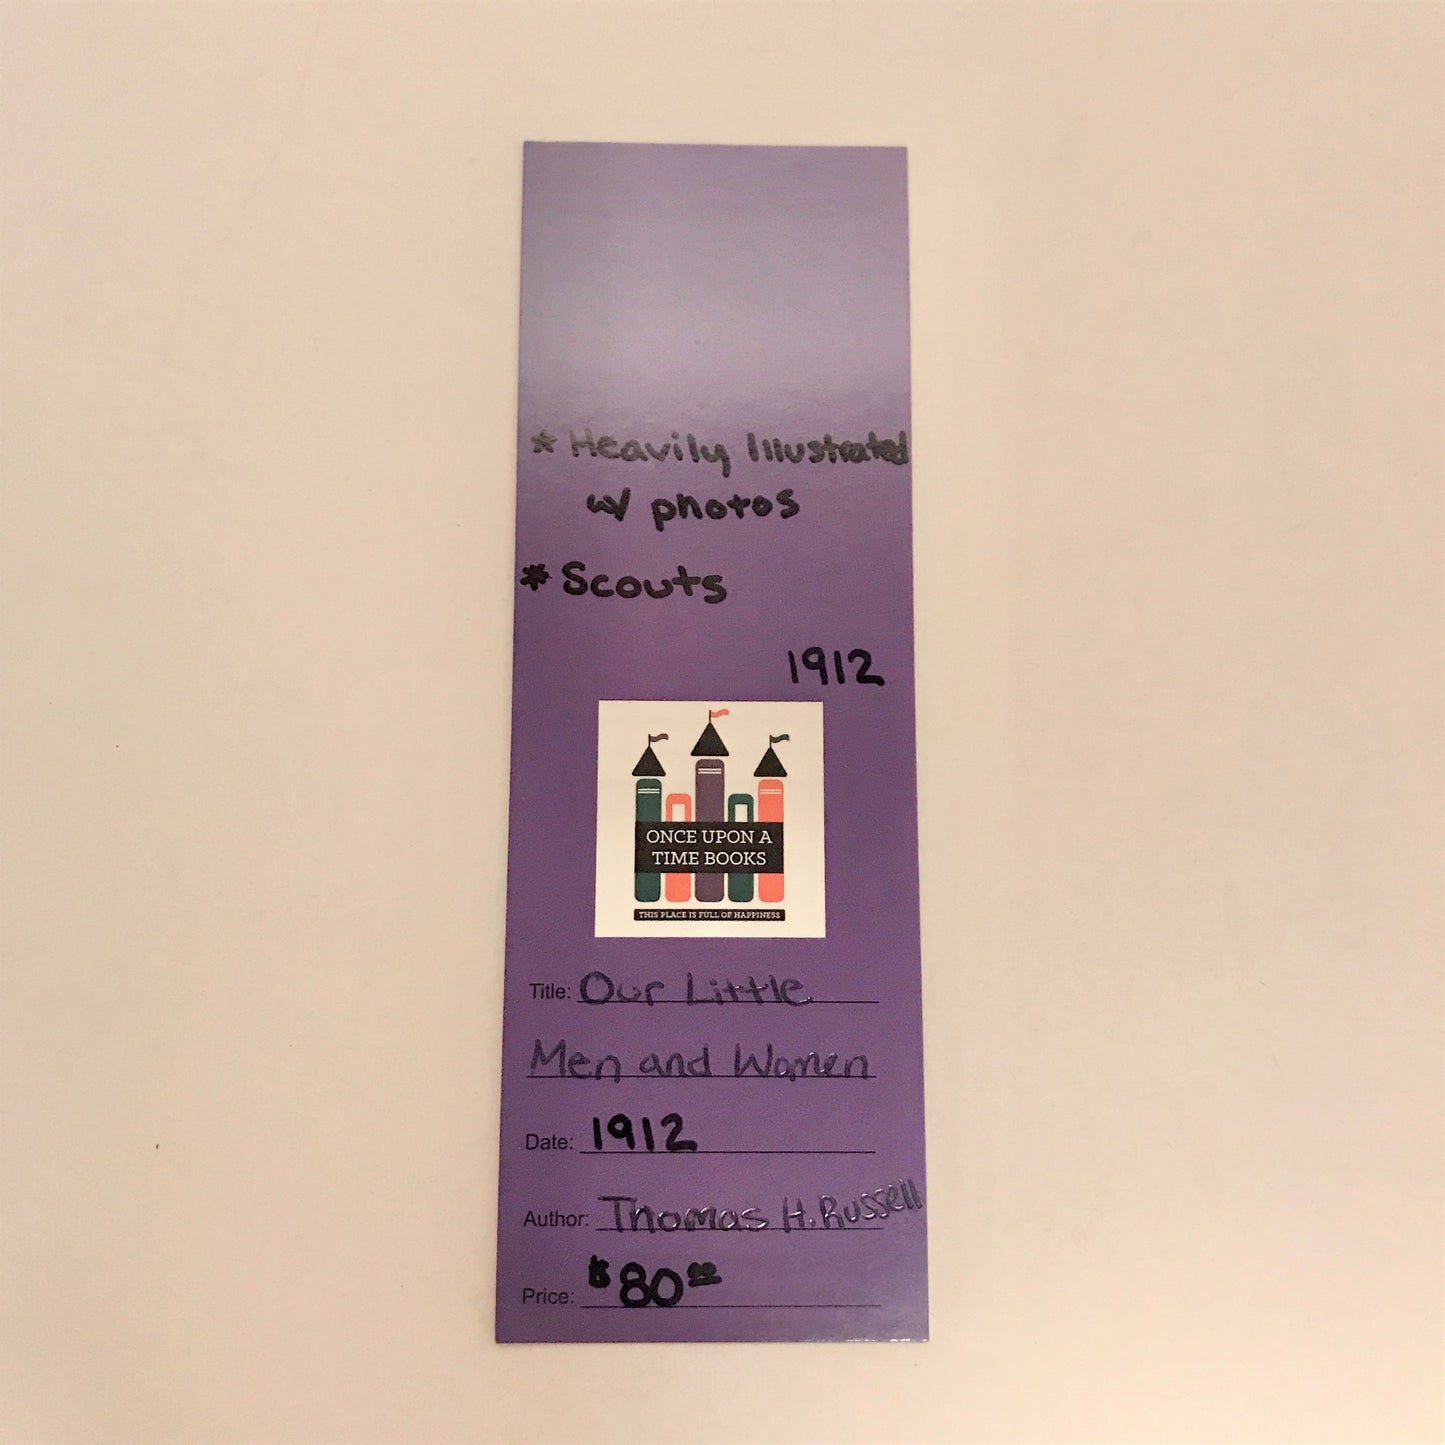 * Heavily Illustrated
w/ photos
* Scouts
1912
ONCE UPON A
TIME BOOKS
THIS PLACE IS FULL OF HAPPINESS
Title: Our Little
Men and Women
Date: 1912
Author: Thomas H. Russell
Price: $80.00